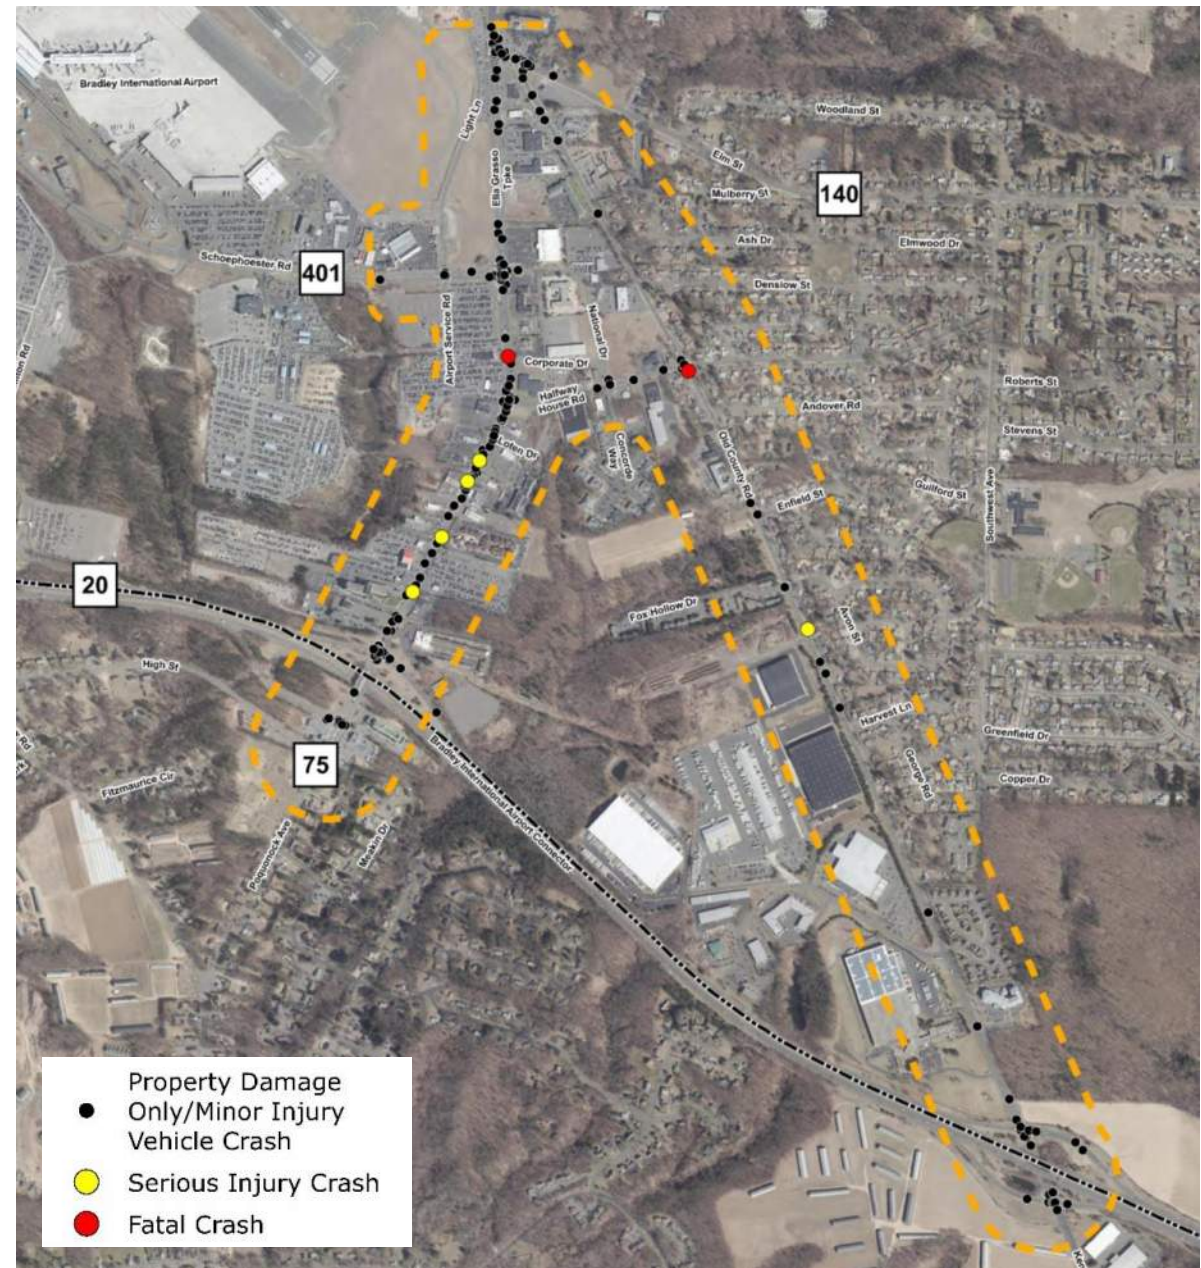 Bradley International Airport
Light Ln
Woodland St
Elm St
Ella Grasso
Tpke
Mulberry St
140
Ash Dr
Elmwood Dr
Schoephoester Rd
401
Denslow St
Airport Service Rd
National Dr
Corporate Dr
Halfway
House Rd
Roberts St
Andover Rd
Stevens St
Lofen Dr
Concorde
Way
Old County Rd
Guilford St
Enfield St
Southwest Ave
20
Fox Hollow Dr
Avon St
High St
Harvest Ln
Greenfield Dr
George Rd
75
Copper Dr
Fitzmaurice Cir
Bradley International Airport Connector
Poquonock Ave
Meakin Dr
Property Damage
Only/Minor Injury
Vehicle Crash
Serious Injury Crash
Fatal Crash